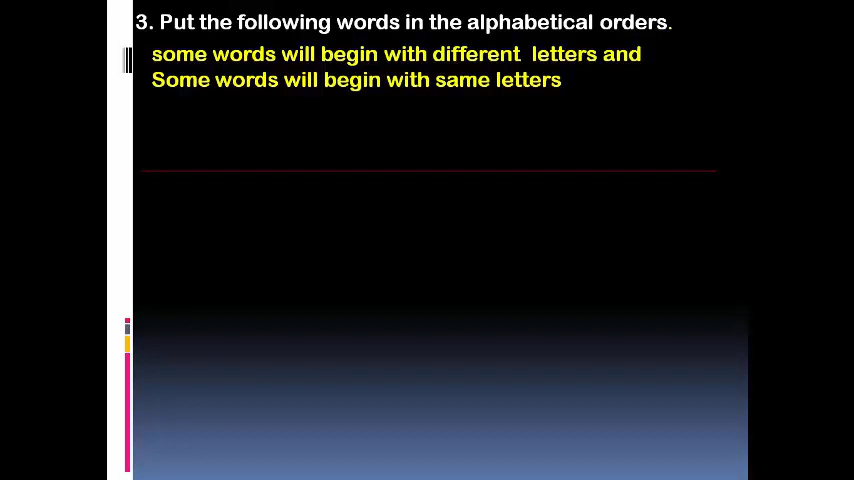 3. Put the following words in the alphabetical orders.
some words will begin with different letters and
Some words will begin with same letters